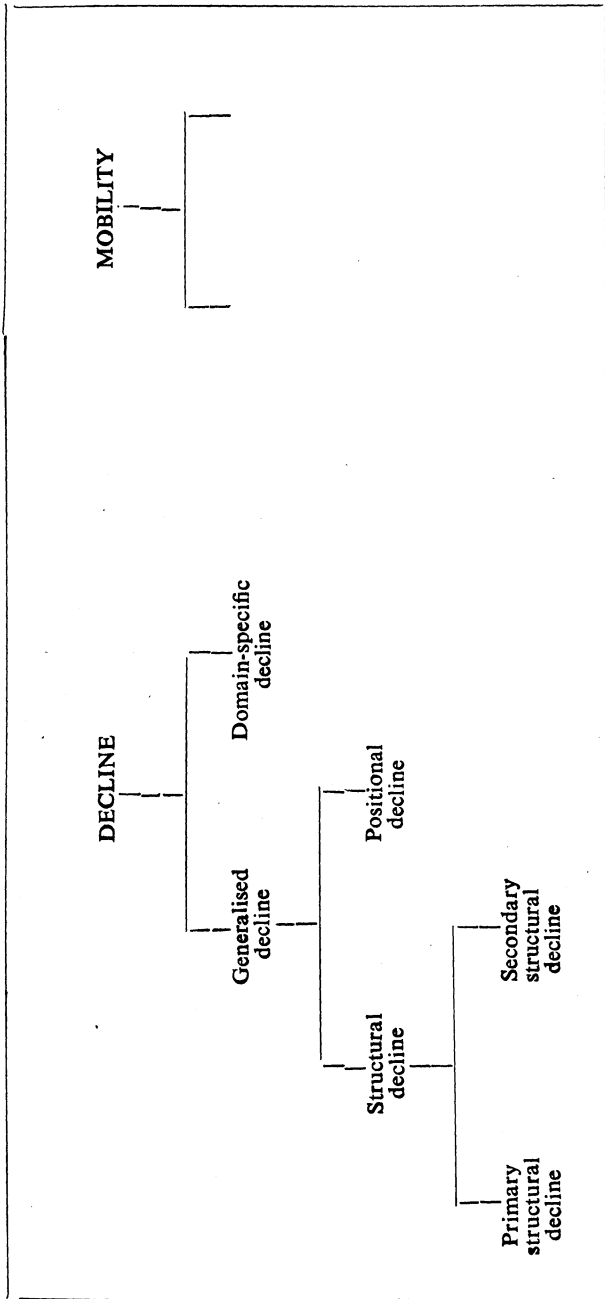 DECLINE
MOBILITY
Generalised
decline
Domain-specific
decline
Structural
decline
Positional
decline
Primary
structural
decline
Secondary
structural
decline